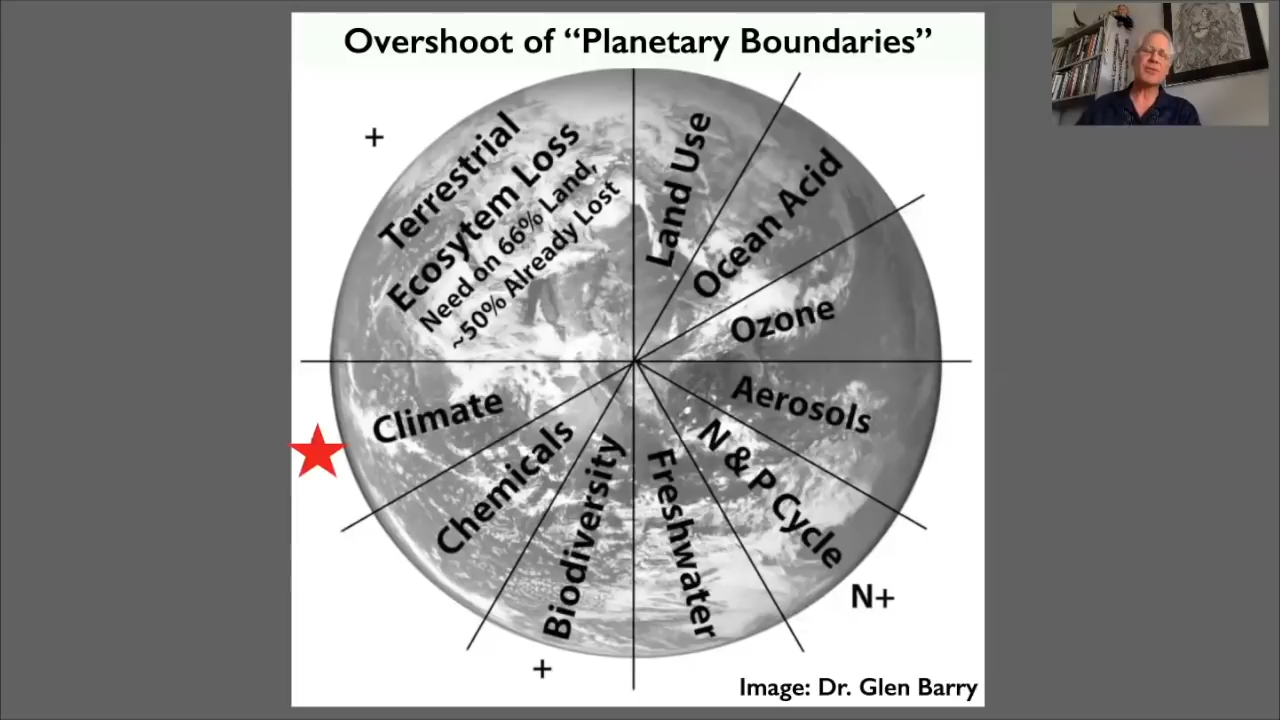 Overshoot of “Planetary Boundaries”
+
Terrestrial
Ecosytem Loss
Need on 66% Land,
~50% Already Lost
Land Use
Ocean Acid
Ozone
Aerosols
N & P Cycle
N+
Freshwater
Biodiversity
+
Chemicals
Climate
Image: Dr. Glen Barry